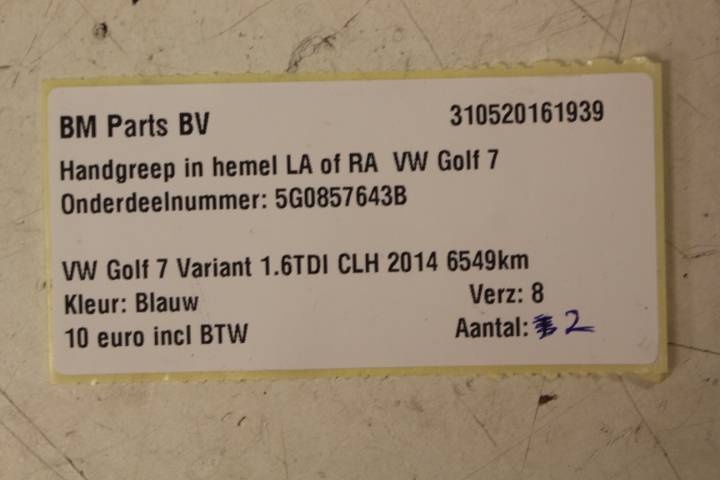 BM Parts BV 310520161939
Handgreep in hemel LA of RA VW Golf 7
Onderdeelnummer: 5G0857643B
VW Golf 7 Variant 1.6TDI CLH 2014 6549km
Kleur: Blauw Verz: 8
10 euro incl BTW Aantal: 2